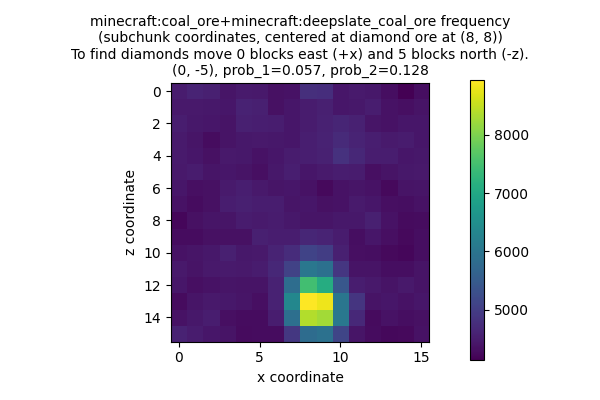 minecraft:coal_ore+minecraft:deepslate_coal_ore frequency
(subchunk coordinates, centered at diamond ore at (8, 8))
To find diamonds move 0 blocks east (+x) and 5 blocks north (-z).
(0, -5), prob_1=0.057, prob_2=0.128
0
2
4
6
8
10
12
14
z coordinate
0
5
10
15
x coordinate
8000
7000
6000
5000